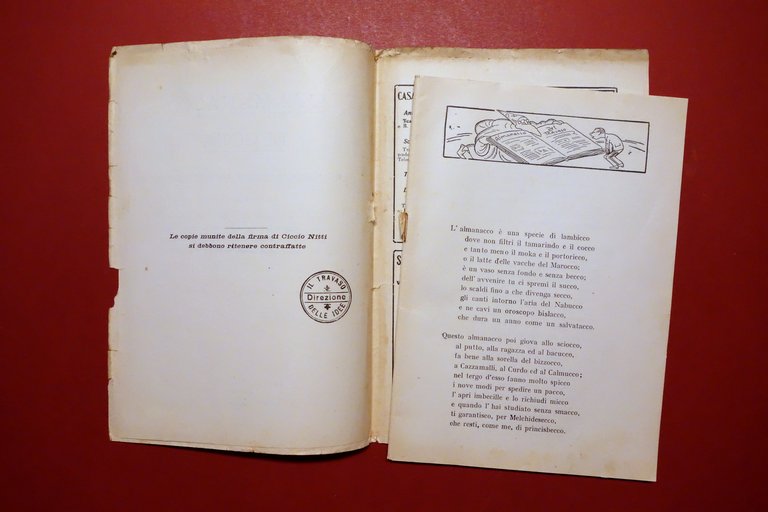 Le copie munite della firma di Ciccio Nitti
si debbono ritenere contraffatte
IL TRAVASO
Direzione
DELLE IDEE
CASA
Almanacco
L' almanacco è una specie di lambicco
dove non filtri il tamarindo e il cocco
e tanto meno il moka e il portoricco,
o il latte delle vacche del Marocco;
è un vaso senza fondo e senza becco;
dell' avvenire tu ci spremi il succo,
lo scaldi fino a che divenga secco,
gli canti intorno l'aria del Nabucco
e ne cavi un oroscopo bislacco,
che dura un anno come un salvatacco.
Questo almanacco poi giova allo sciocco,
al putto, alla ragazza ed al bacucco,
fa bene alla sorella del bizzocco,
a Cazzamalli, al Curdo ed al Calmucco;
nel tergo d'esso fanno molto spicco
i nove modi per spedire un pacco,
l' apri imbecille e lo richiudi micco
e quando l' hai studiato senza smacco,
ti garantisco, per Melchidesecco,
che resti, come me, di princisbecco.